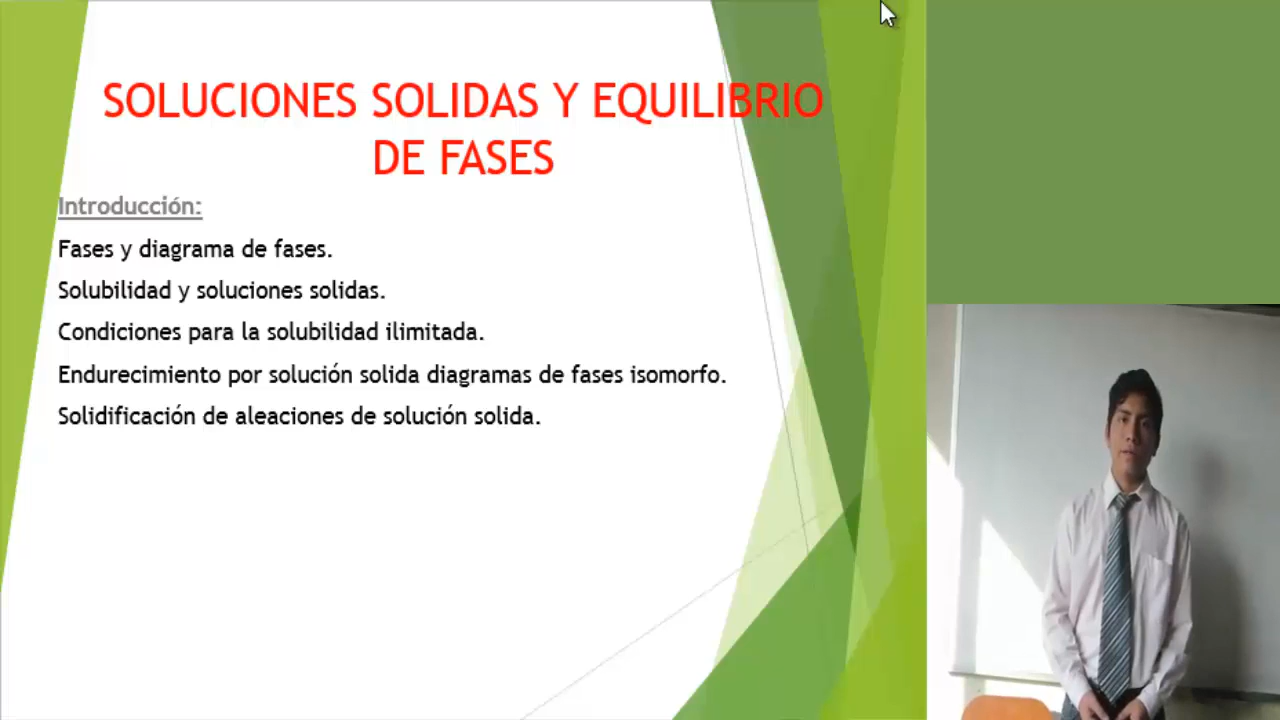 SOLUCIONES SOLIDAS Y EQUILIBRIO
DE FASES
Introducción:
Fases y diagrama de fases.
Solubilidad y soluciones solidas.
Condiciones para la solubilidad ilimitada.
Endurecimiento por solución solida diagramas de fases isomorfo.
Solidificación de aleaciones de solución solida.